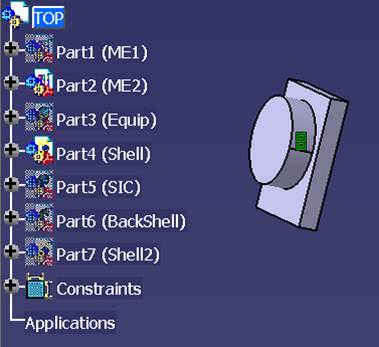 TOP
Part1 (ME1)
Part2 (ME2)
Part3 (Equip)
Part4 (Shell)
Part5 (SIC)
Part6 (BackShell)
Part7 (Shell2)
Constraints
Applications